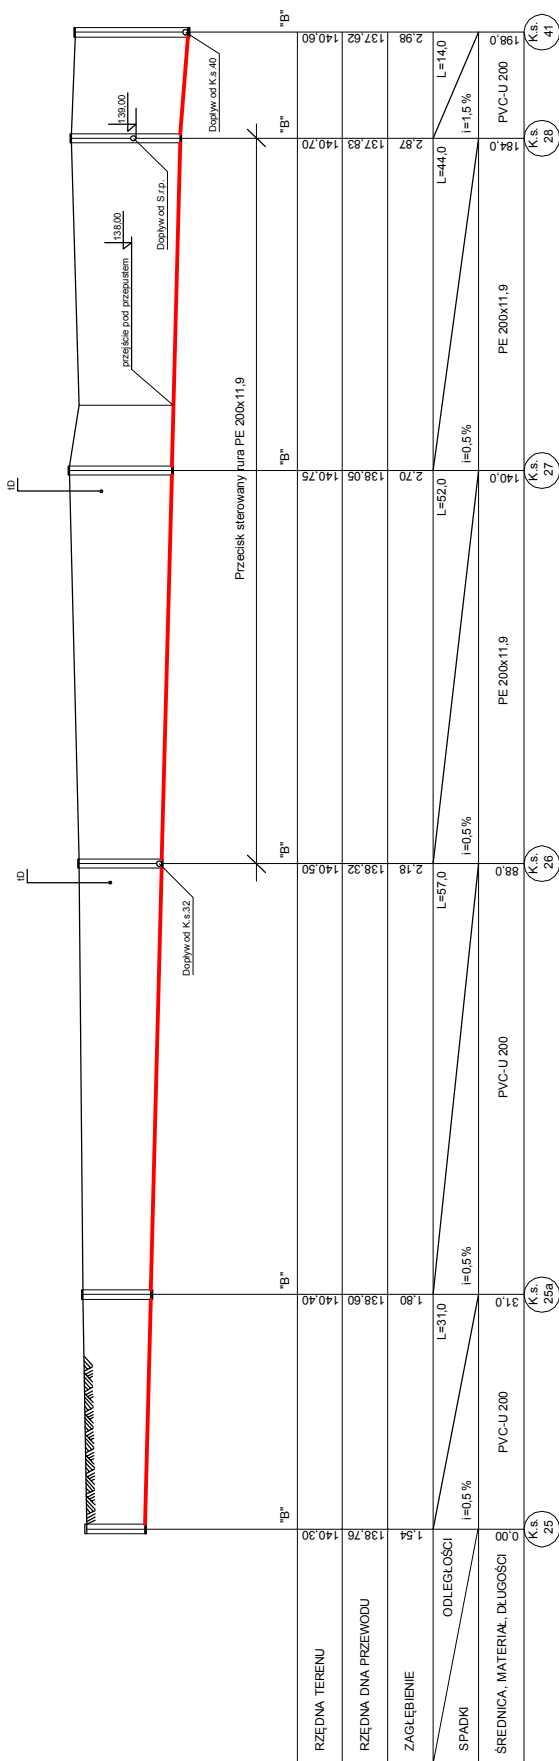 tD
tD
139,00
138,00
Dopływ od K.s.40
Dopływ od S.r.p.
przejście pod przepustem
Dopływ od K.s.32
Przecisk sterowany rura PE 200x11,9
"B" "B" "B" "B" "B" "B"
RZĘDNA TERENU 140,30 140,40 140,50 140,75 140,70 140,60
RZĘDNA DNA PRZEWODU 138,76 138,60 138,32 138,05 137,83 137,62
ZAGŁĘBIENIE 1,54 1,80 2,18 2,70 2,87 2,98
ODLEGŁOŚCI L=31,0 L=57,0 L=52,0 L=44,0 L=14,0
SPADKI i=0,5% i=0,5% i=0,5% i=0,5% i=1,5%
ŚREDNICA, MATERIAŁ, DŁUGOŚCI 0,00 PVC-U 200 31,0 PVC-U 200 88,0 PE 200x11,9 140,0 PE 200x11,9 184,0 PVC-U 200 198,0
K.s. 25
K.s. 25a
K.s. 26
K.s. 27
K.s. 28
K.s. 41